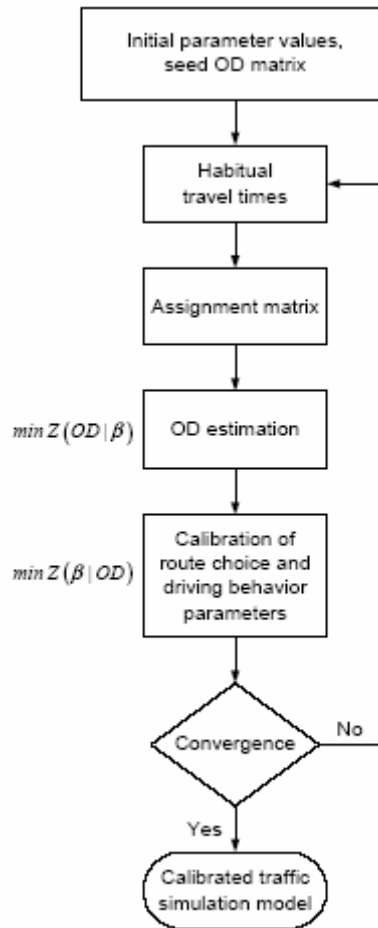 Initial parameter values,
seed OD matrix
Habitual
travel times
Assignment matrix
min Z(OD | β)
OD estimation
min Z(β | OD)
Calibration of
route choice and
driving behavior
parameters
Convergence
No
Yes
Calibrated traffic
simulation model